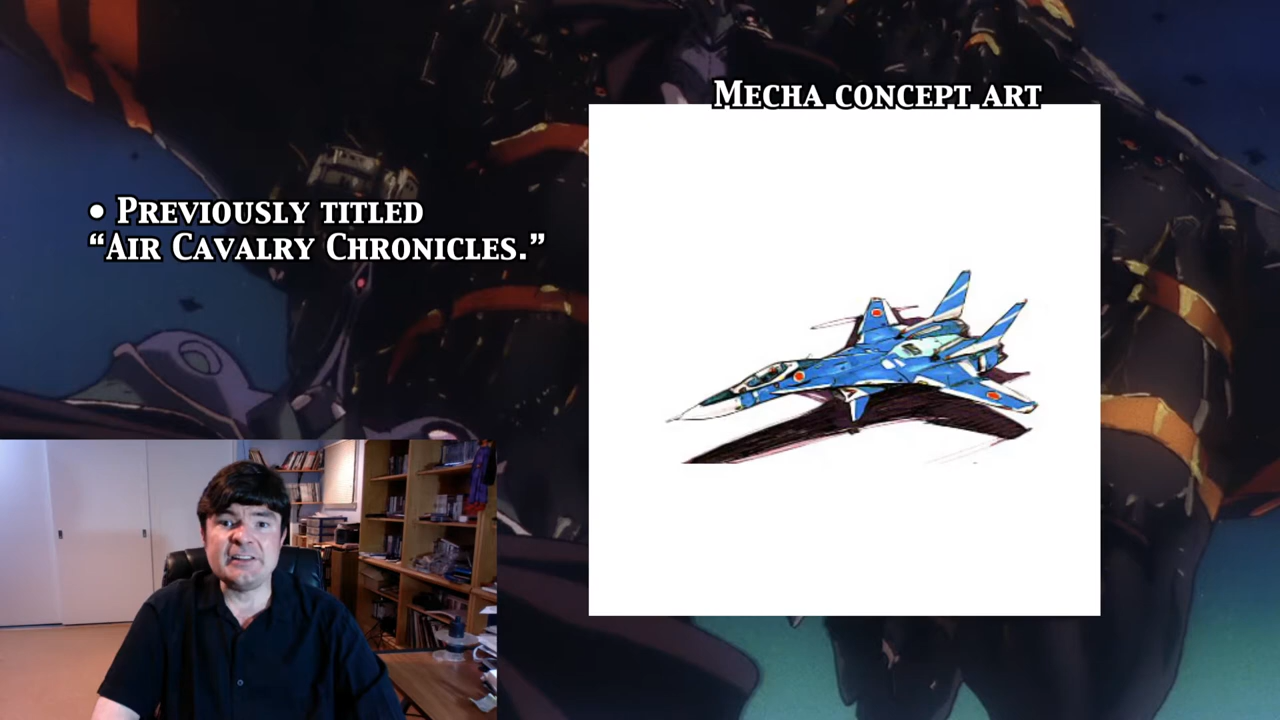 Mecha concept art
• Previously titled
“Air Cavalry Chronicles.”